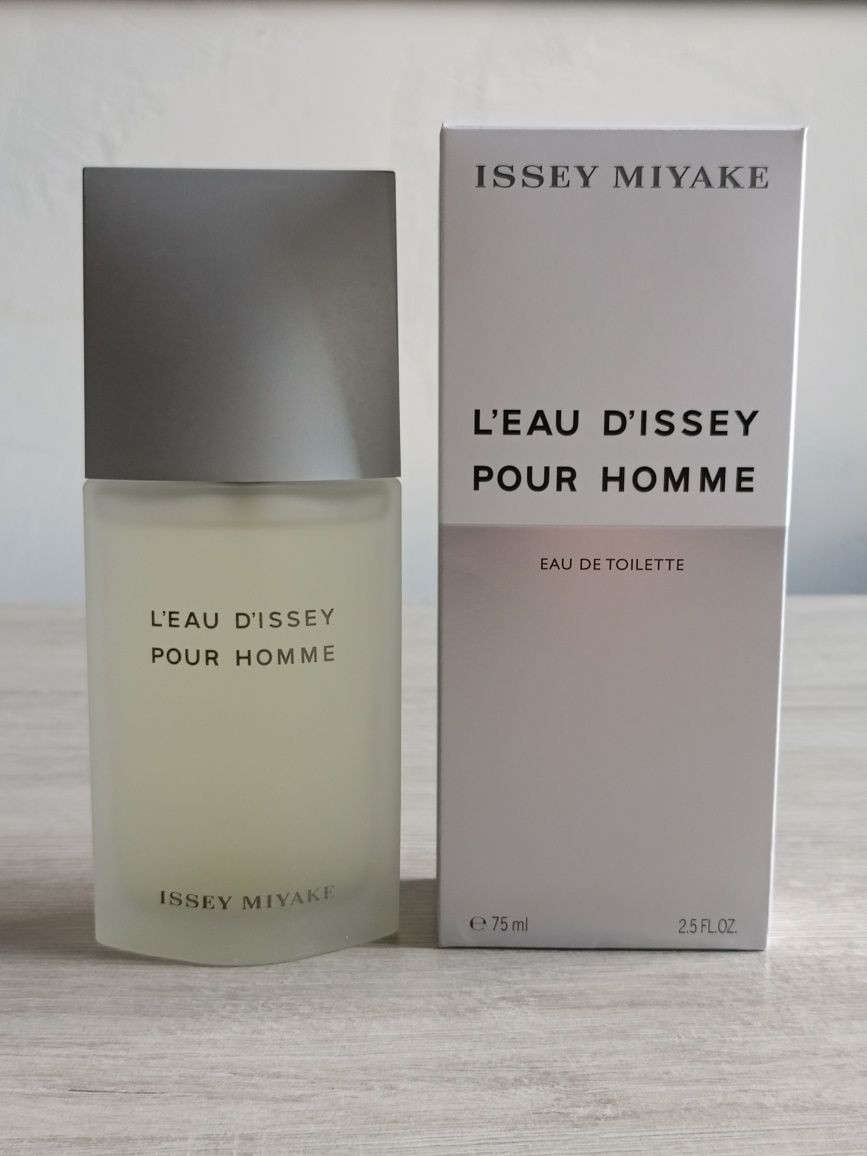 L'EAU D'ISSEY
POUR HOMME
ISSEY MIYAKE
ISSEY MIYAKE
L'EAU D'ISSEY
POUR HOMME
EAU DE TOILETTE
℮ 75 ml 2.5 FL.OZ.